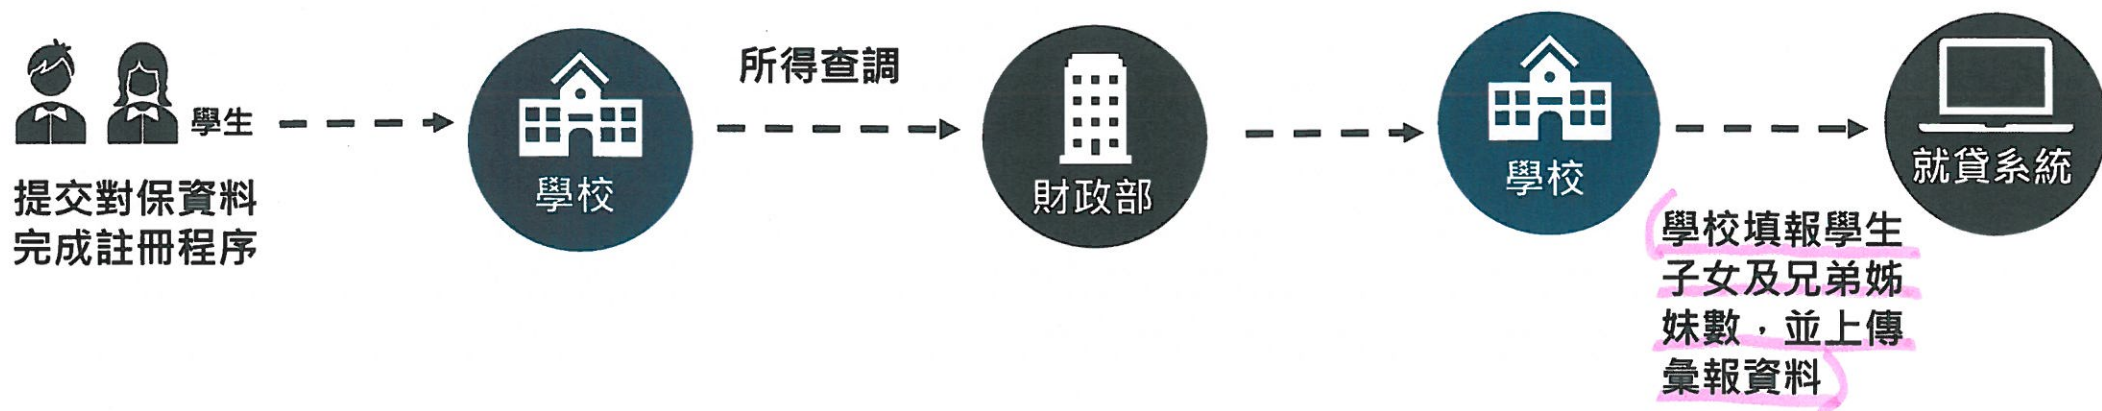 學生
提交對保資料
完成註冊程序
學校
所得查調
財政部
學校
學校填報學生
子女及兄弟姊
妹數，並上傳
彙報資料
就貸系統